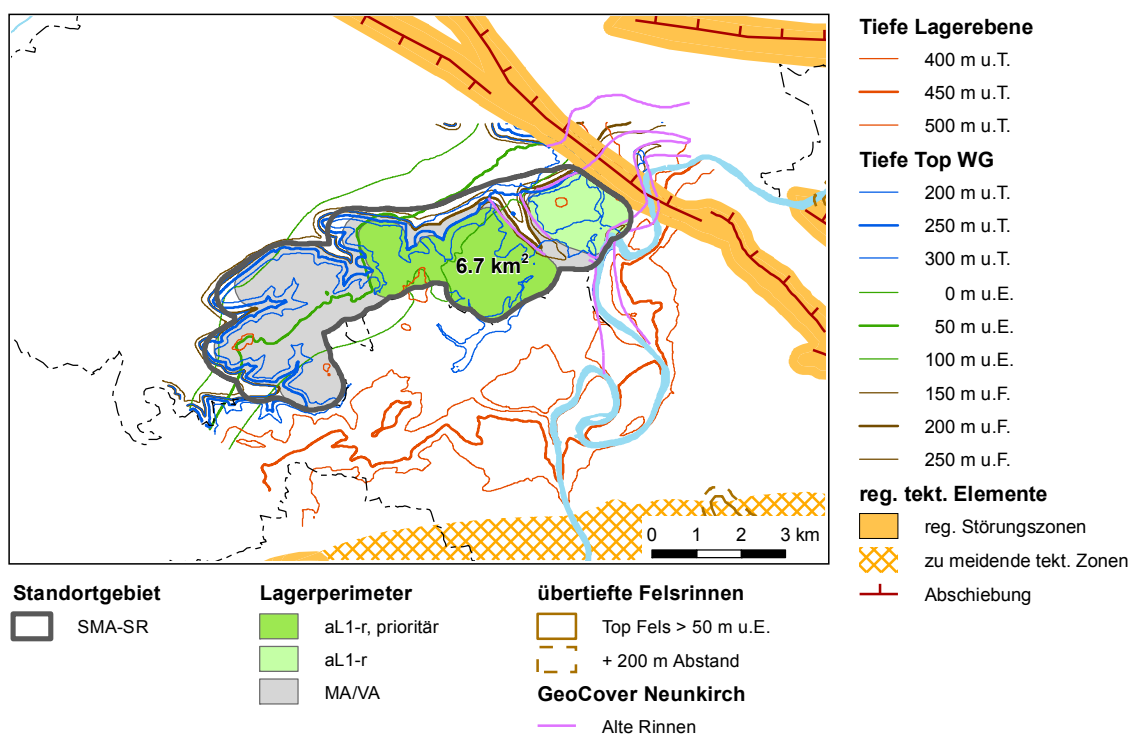 6.7 km²
0 1 2 3 km
Tiefe Lagerebene
400 m u.T.
450 m u.T.
500 m u.T.
Tiefe Top WG
200 m u.T.
250 m u.T.
300 m u.T.
0 m u.E.
50 m u.E.
100 m u.E.
150 m u.F.
200 m u.F.
250 m u.F.
reg. tekt. Elemente
reg. Störungszonen
zu meidende tekt. Zonen
Abschiebung
Standortgebiet
SMA-SR
Lagerperimeter
aL1-r, prioritär
aL1-r
MA/VA
übertiefte Felsrinnen
Top Fels > 50 m u.E.
+ 200 m Abstand
GeoCover Neunkirch
Alte Rinnen